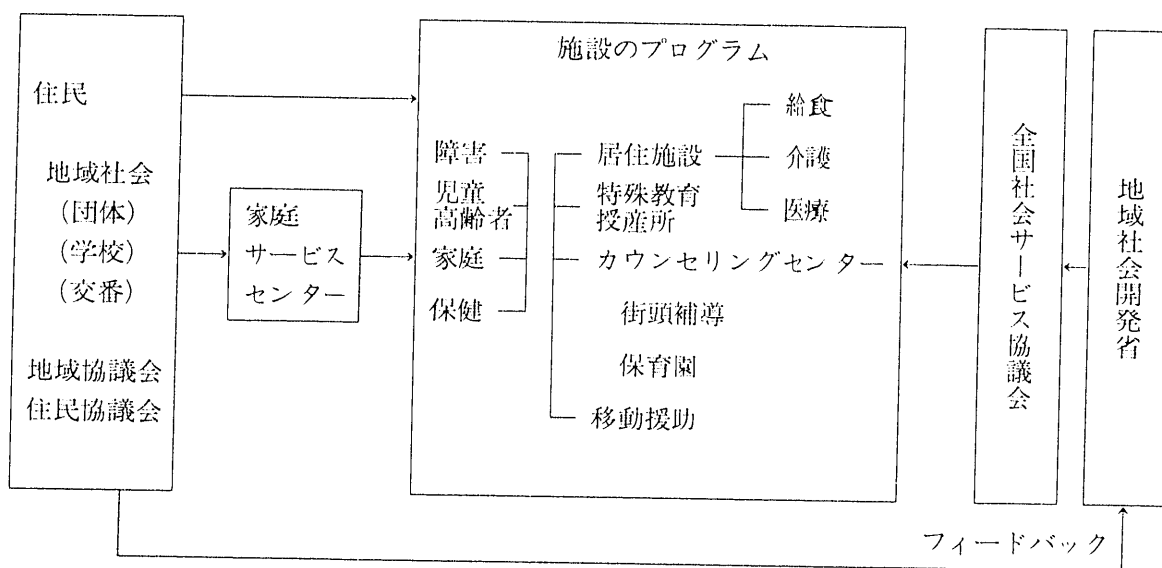 住民
地域社会
(団体)
(学校)
(交番)
地域協議会
住民協議会
家庭
サービス
センター
施設のプログラム
障害
児童
高齢者
家庭
保健
居住施設
特殊教育
授産所
カウンセリングセンター
街頭補導
保育園
移動援助
給食
介護
医療
全国社会サービス協議会
地域社会開発省
フィードバック